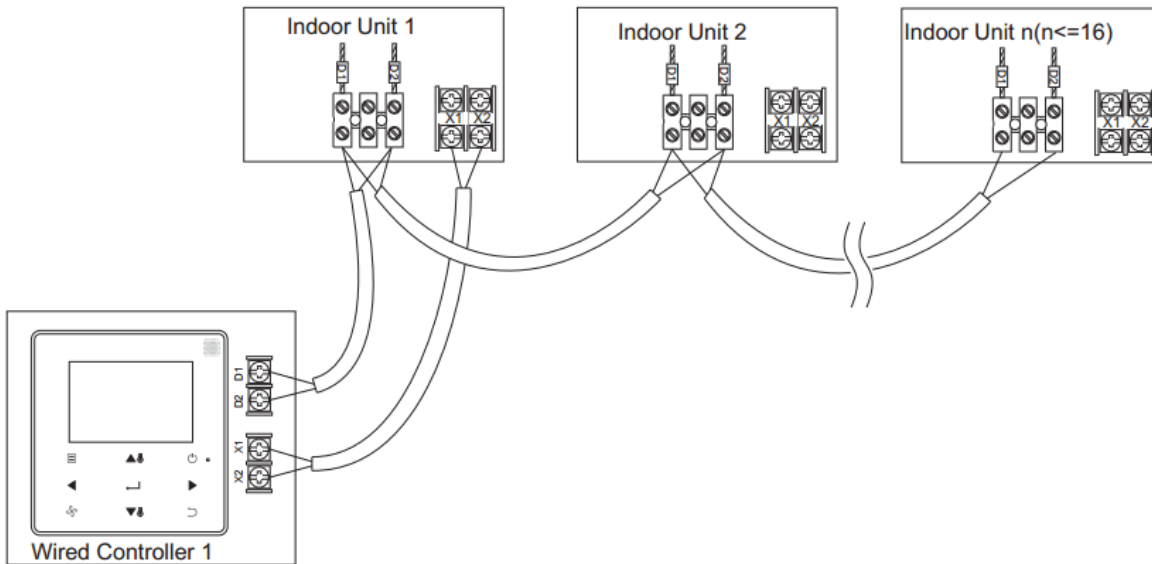 Indoor Unit 1
D1
D2
X1
X2
Indoor Unit 2
D1
D2
X1
X2
Indoor Unit n(n<=16)
D1
D2
X1
X2
D1
D2
X1
X2
Wired Controller 1